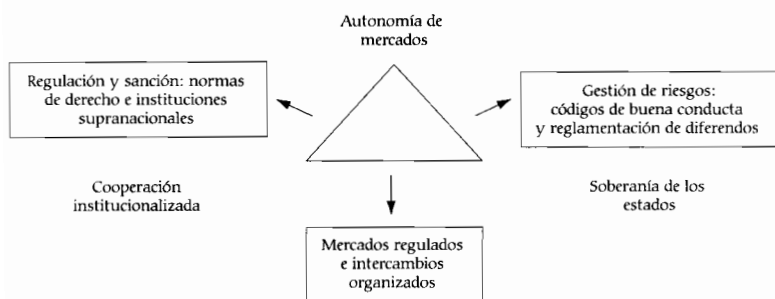 Autonomía de
mercados
Regulación y sanción: normas
de derecho e instituciones
supranacionales
Gestión de riesgos:
códigos de buena conducta
y reglamentación de diferendos
Cooperación
institucionalizada
Soberanía de los
estados
Mercados regulados
e intercambios
organizados